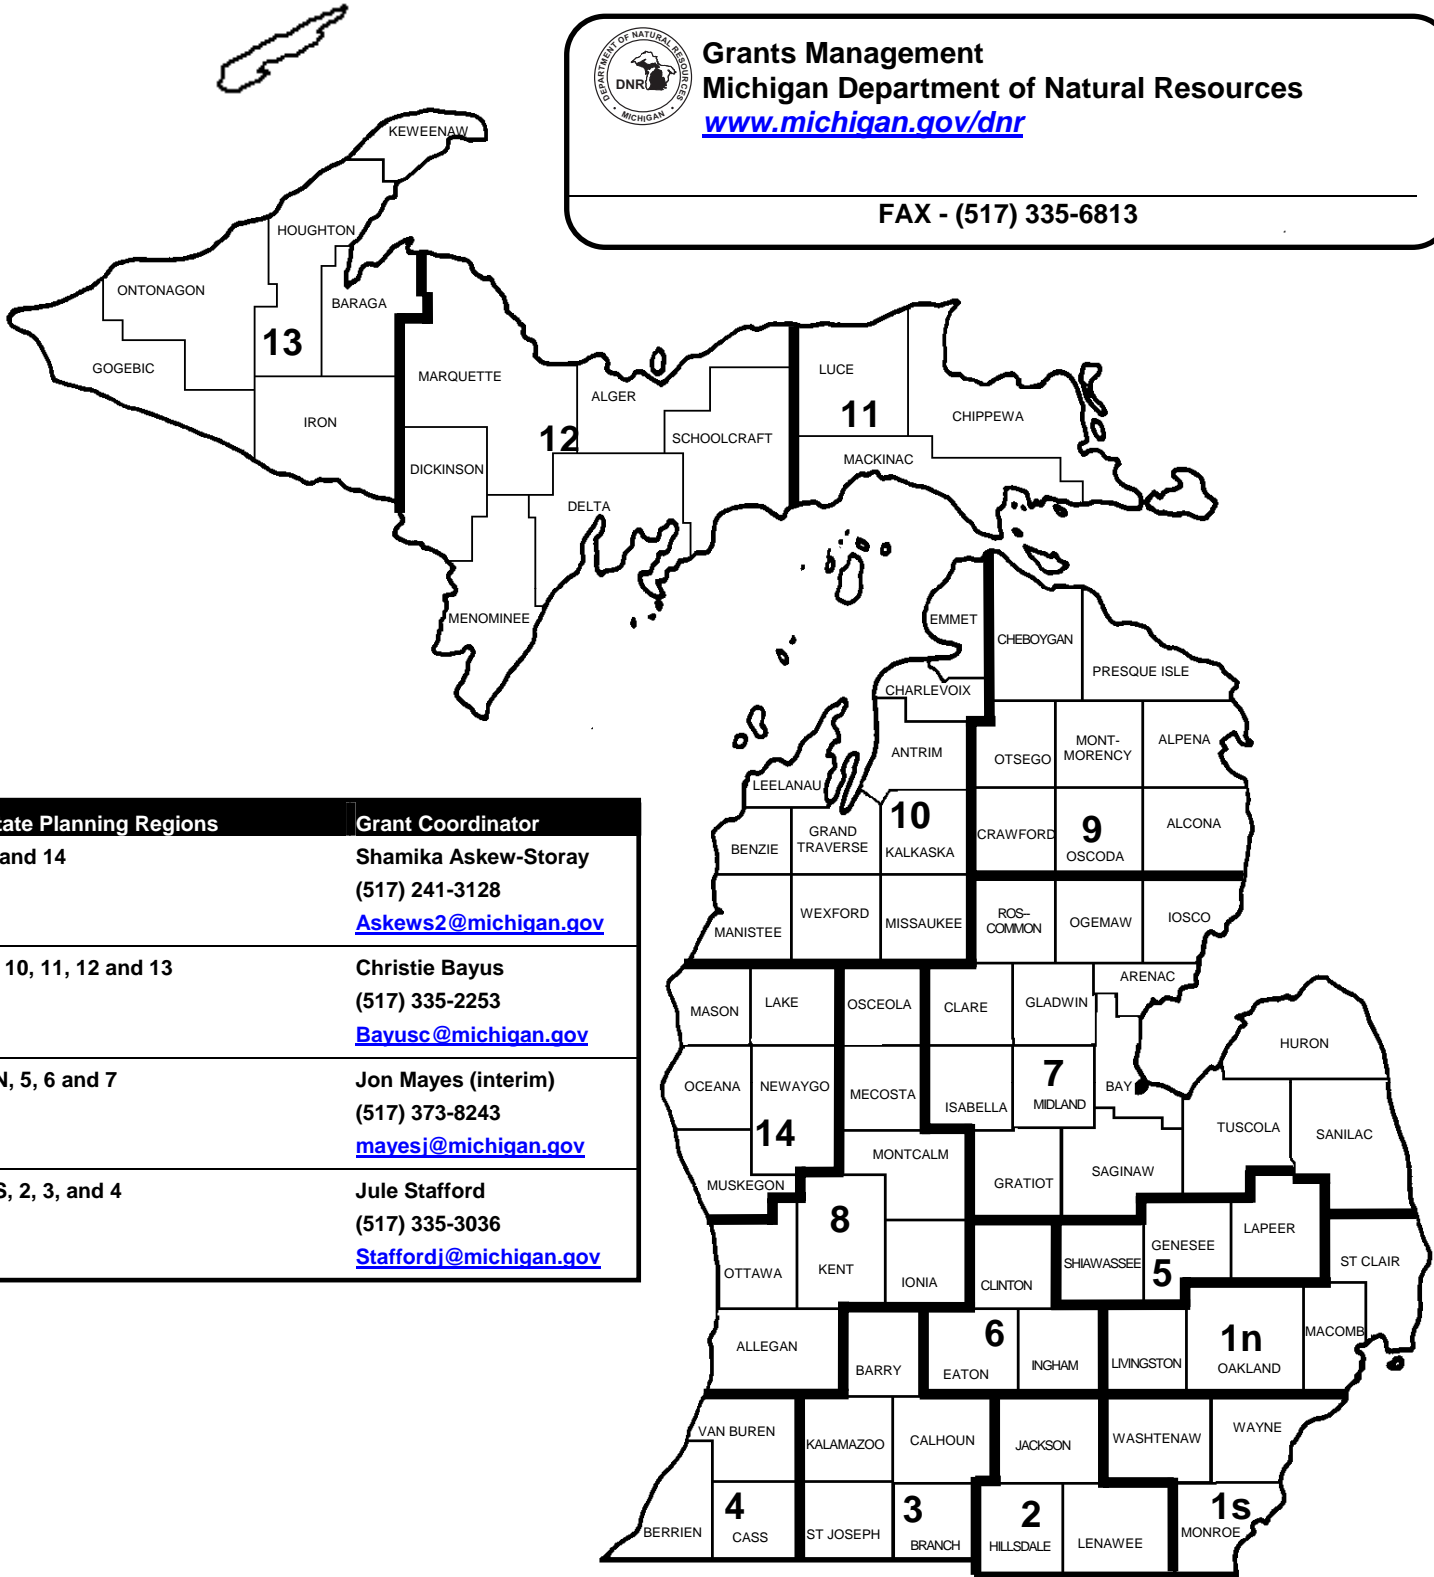 DEPARTMENT OF NATURAL RESOURCES
DNR
MICHIGAN
Grants Management
Michigan Department of Natural Resources
www.michigan.gov/dnr
FAX - (517) 335-6813
KEWEENAW
HOUGHTON
ONTONAGON
BARAGA
13
GOGEBIC
IRON
MARQUETTE
ALGER
12
SCHOOLCRAFT
DICKINSON
DELTA
MENOMINEE
LUCE
11
CHIPPEWA
MACKINAC
EMMET
CHEBOYGAN
PRESQUE ISLE
CHARLEVOIX
ANTRIM
OTSEGO
MONT-
MORENCY
ALPENA
LEELANAU
10
BENZIE
GRAND
TRAVERSE
KALKASKA
CRAWFORD
9
OSCODA
ALCONA
MANISTEE
WEXFORD
MISSAUKEE
ROS-
COMMON
OGEMAW
IOSCO
ARENAC
MASON
LAKE
OSCEOLA
CLARE
GLADWIN
HURON
OCEANA
NEWAYGO
MECOSTA
ISABELLA
7
MIDLAND
BAY
14
TUSCOLA
SANILAC
MUSKEGON
MONTCALM
GRATIOT
SAGINAW
8
OTTAWA
KENT
IONIA
CLINTON
SHIAWASSEE
GENESEE
5
LAPEER
ST CLAIR
ALLEGAN
BARRY
6
EATON
INGHAM
LIVINGSTON
1n
OAKLAND
MACOMB
VAN BUREN
KALAMAZOO
CALHOUN
JACKSON
WASHTENAW
WAYNE
BERRIEN
4
CASS
ST JOSEPH
3
BRANCH
2
HILLSDALE
LENAWEE
1s
MONROE
tate Planning Regions Grant Coordinator
and 14 Shamika Askew-Storay
(517) 241-3128
Askews2@michigan.gov
10, 11, 12 and 13 Christie Bayus
(517) 335-2253
Bayusc@michigan.gov
N, 5, 6 and 7 Jon Mayes (interim)
(517) 373-8243
mayesj@michigan.gov
S, 2, 3, and 4 Jule Stafford
(517) 335-3036
Staffordj@michigan.gov